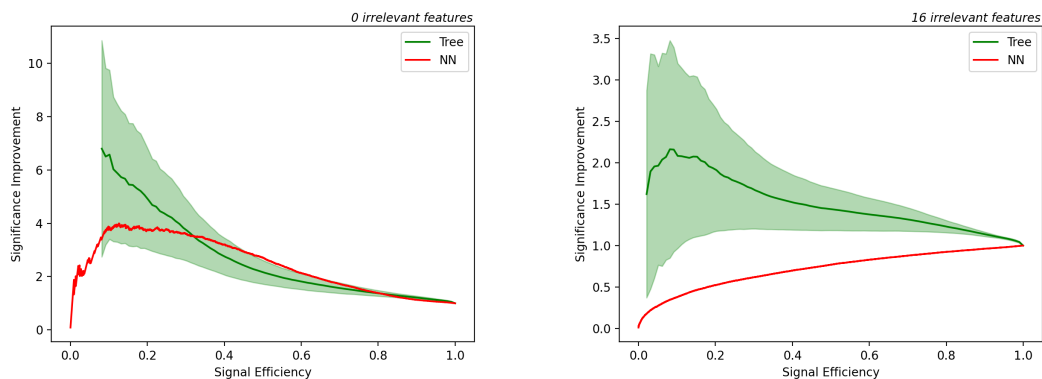 0 irrelevant features
Tree
NN
10
8
6
4
2
0
Significance Improvement
0.0 0.2 0.4 0.6 0.8 1.0
Signal Efficiency
16 irrelevant features
Tree
NN
3.5
3.0
2.5
2.0
1.5
1.0
0.5
0.0
Significance Improvement
0.0 0.2 0.4 0.6 0.8 1.0
Signal Efficiency